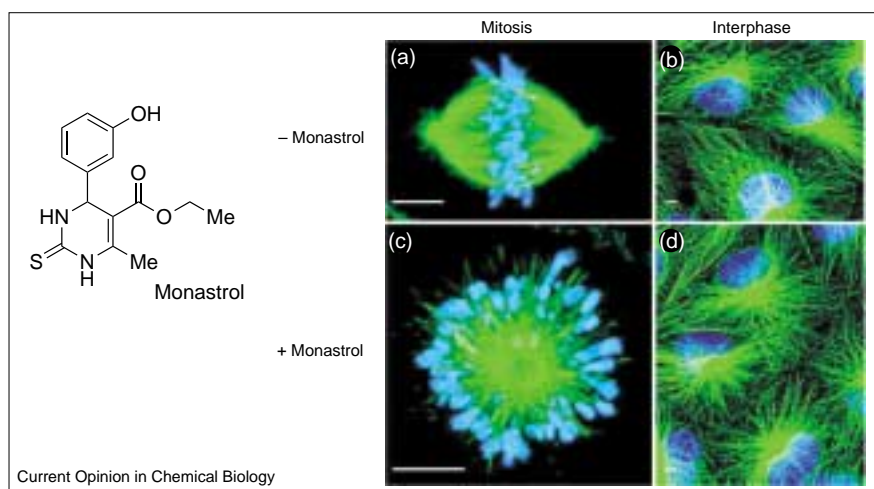 Mitosis Interphase
(a) (b)
– Monastrol
(c) (d)
+ Monastrol
OH
O
HN
O
Me
S
N
H
Me
Monastrol
Current Opinion in Chemical Biology